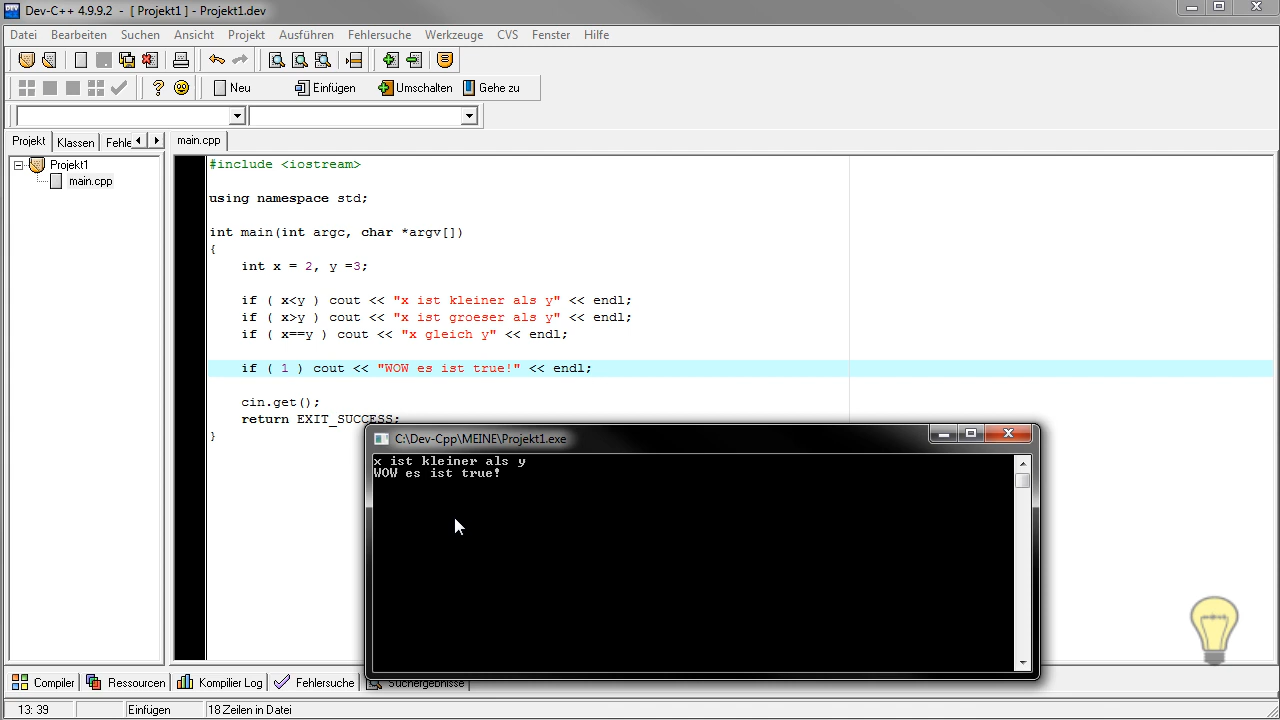 Dev-C++ 4.9.9.2 - [ Projekt1 ] - Projekt1.dev
Datei Bearbeiten Suchen Ansicht Projekt Ausführen Fehlersuche Werkzeuge CVS Fenster Hilfe
Neu Einfügen Umschalten Gehe zu
Projekt Klassen Fehle
main.cpp
Projekt1
main.cpp
#include <iostream>
using namespace std;
int main(int argc, char *argv[])
{
int x = 2, y =3;
if ( x<y ) cout << "x ist kleiner als y" << endl;
if ( x>y ) cout << "x ist groeser als y" << endl;
if ( x==y ) cout << "x gleich y" << endl;
if ( 1 ) cout << "WOW es ist true!" << endl;
cin.get();
return EXIT_SUCCESS;
}
C:\Dev-Cpp\MEINE\Projekt1.exe
x ist kleiner als y
WOW es ist true!
Compiler Ressourcen Kompilier Log Fehlersuche Suchergebnisse
13: 39 Einfügen 18 Zeilen in Datei